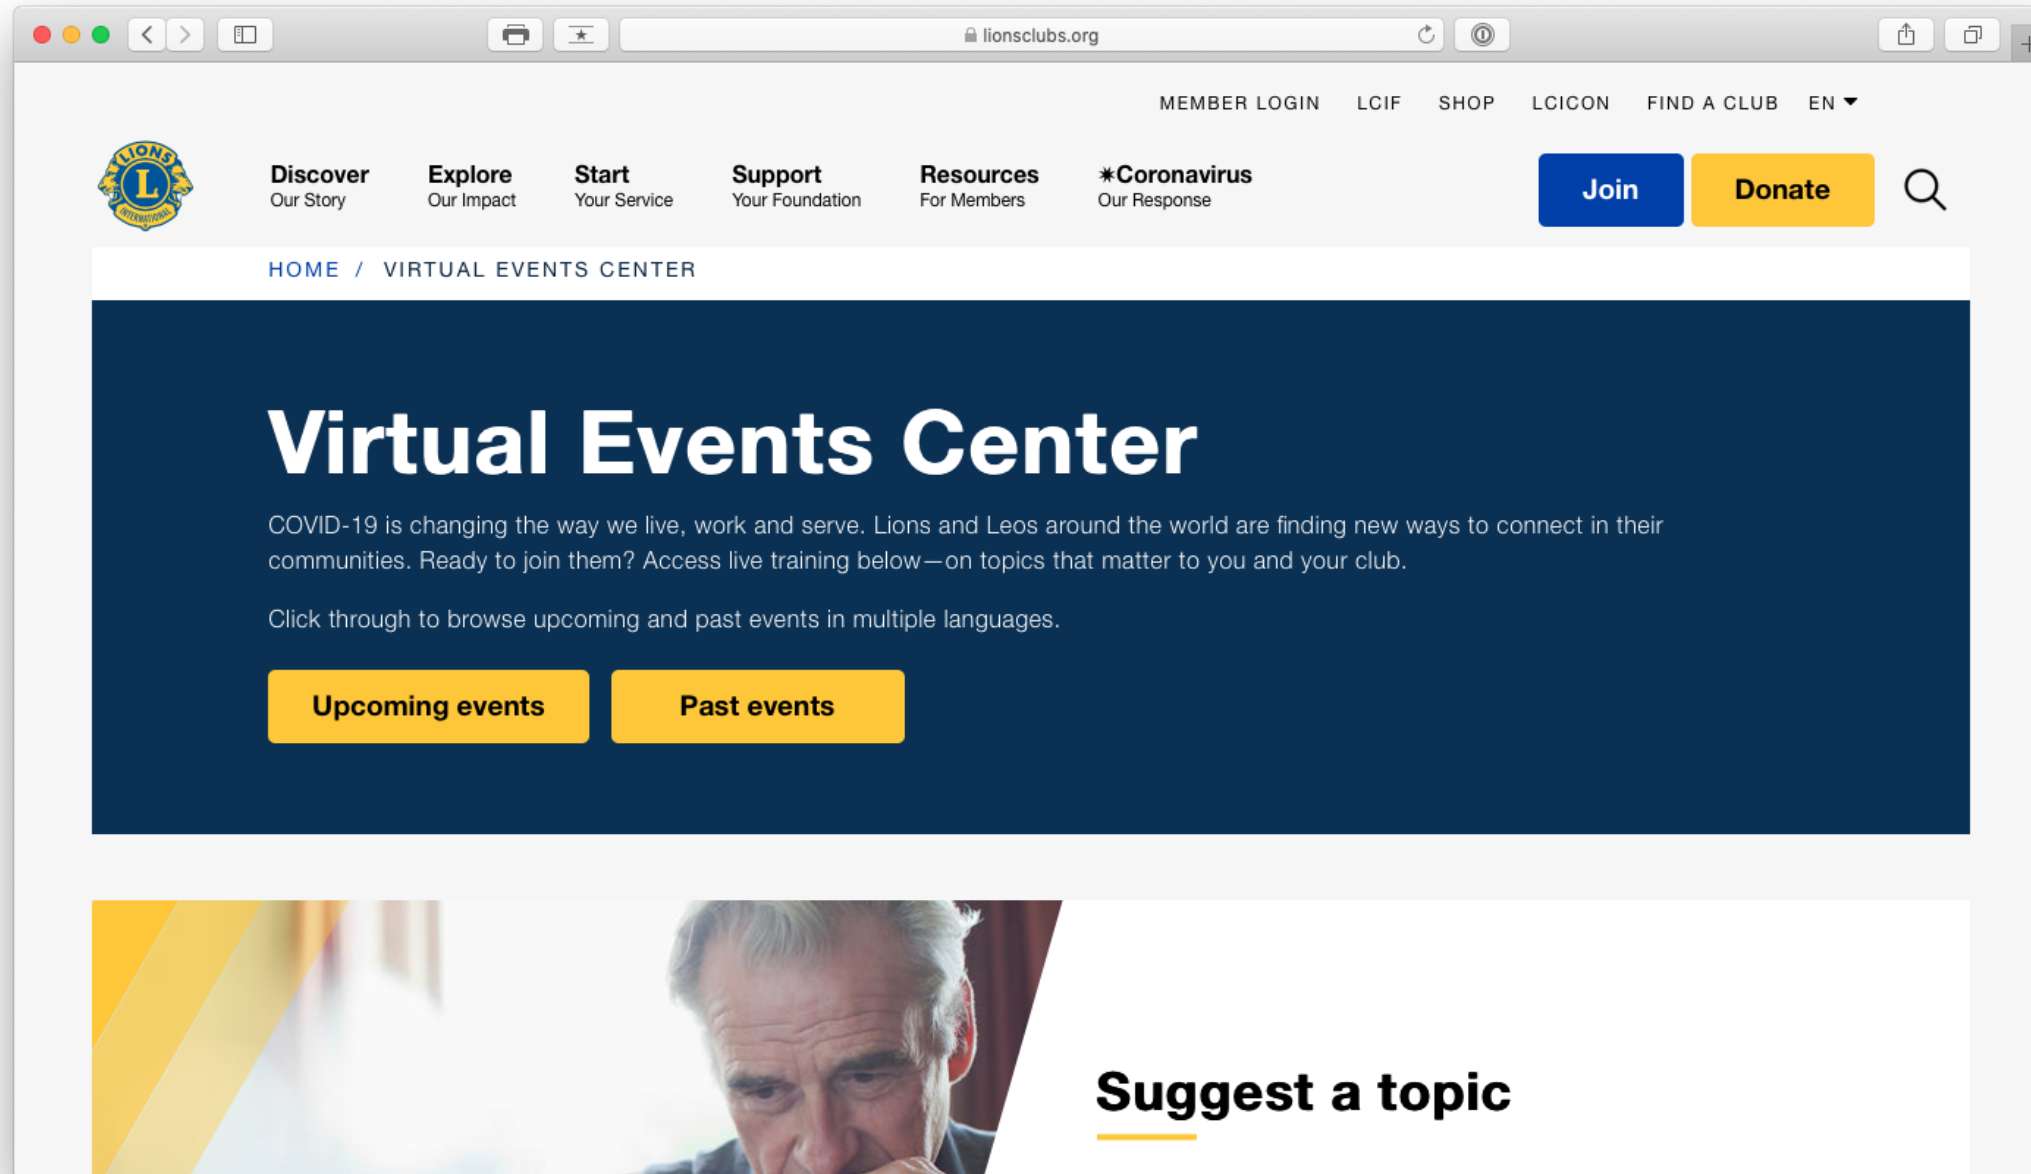 lionsclubs.org
MEMBER LOGIN LCIF SHOP LCICON FIND A CLUB EN
LIONS
L
INTERNATIONAL
Discover Explore Start Support Resources ✷Coronavirus
Our Story Our Impact Your Service Your Foundation For Members Our Response
Join Donate
HOME / VIRTUAL EVENTS CENTER
Virtual Events Center
COVID-19 is changing the way we live, work and serve. Lions and Leos around the world are finding new ways to connect in their
communities. Ready to join them? Access live training below—on topics that matter to you and your club.
Click through to browse upcoming and past events in multiple languages.
Upcoming events Past events
Suggest a topic